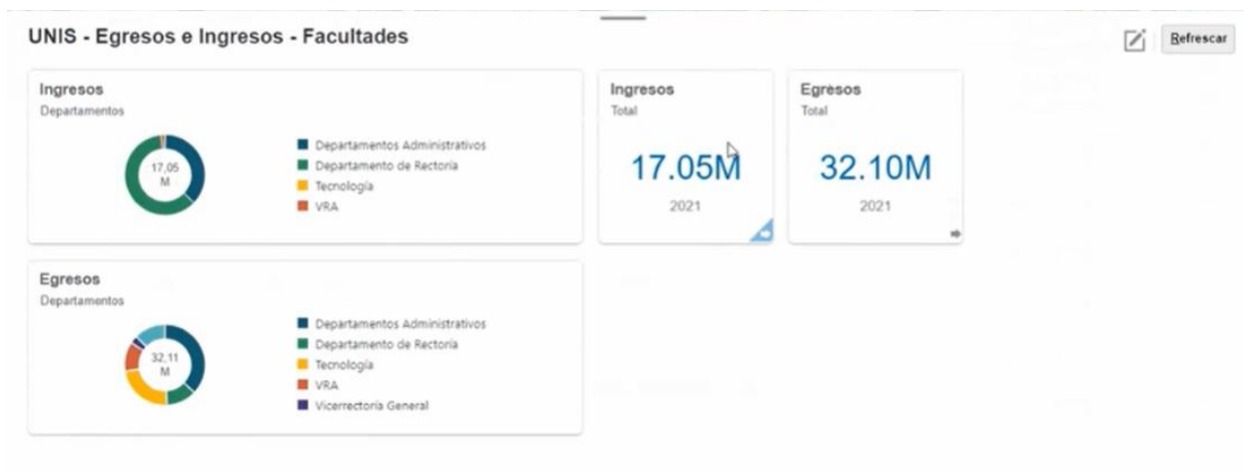 UNIS - Egresos e Ingresos - Facultades
Refrescar
Ingresos
Departamentos
17,05
M
Departamentos Administrativos
Departamento de Rectoría
Tecnología
VRA
Ingresos
Total
17.05M
2021
Egresos
Total
32.10M
2021
Egresos
Departamentos
32,11
M
Departamentos Administrativos
Departamento de Rectoría
Tecnología
VRA
Vicerrectoría General